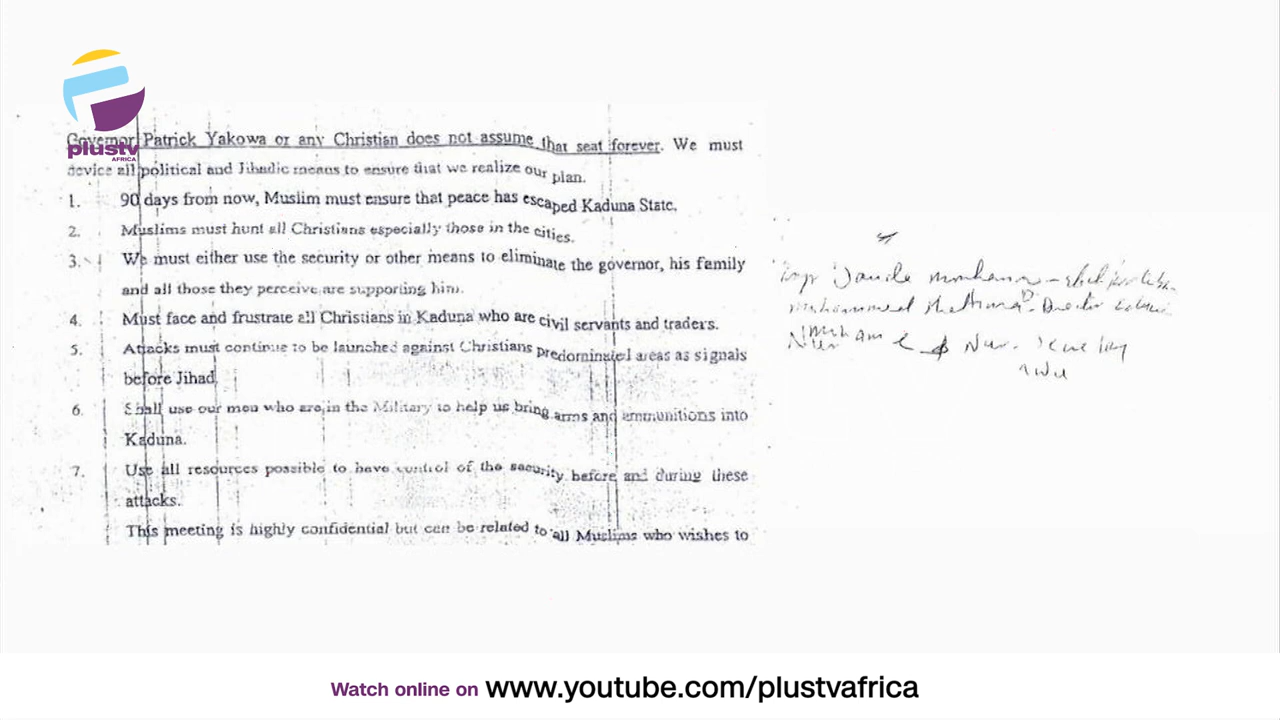 plustv
AFRICA
Governor Patrick Yakowa or any Christian does not assume that seat forever. We must
device all political and Jihadic means to ensure that we realize our plan.
1. 90 days from now, Muslim must ensure that peace has escaped Kaduna State.
2. Muslims must hunt all Christians especially those in the cities.
3. We must either use the security or other means to eliminate the governor, his family
and all those they perceive are supporting him.
4. Must face and frustrate all Christians in Kaduna who are civil servants and traders.
5. Attacks must continue to be launched against Christians predominated areas as signals
before Jihad.
6. Shall use our men who are in the Military to help us bring arms and ammunitions into
Kaduna.
7. Use all resources possible to have control of the security before and during these
attacks.
This meeting is highly confidential but can be related to all Muslims who wishes to
Watch online on www.youtube.com/plustvafrica